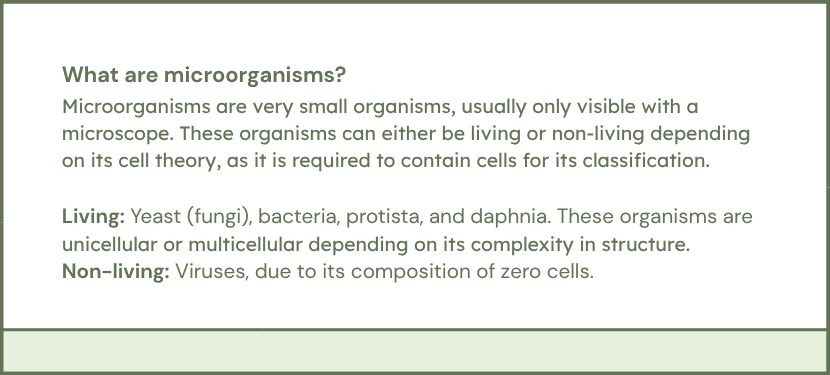 What are microorganisms?
Microorganisms are very small organisms, usually only visible with a
microscope. These organisms can either be living or non-living depending
on its cell theory, as it is required to contain cells for its classification.
Living: Yeast (fungi), bacteria, protista, and daphnia. These organisms are
unicellular or multicellular depending on its complexity in structure.
Non-living: Viruses, due to its composition of zero cells.